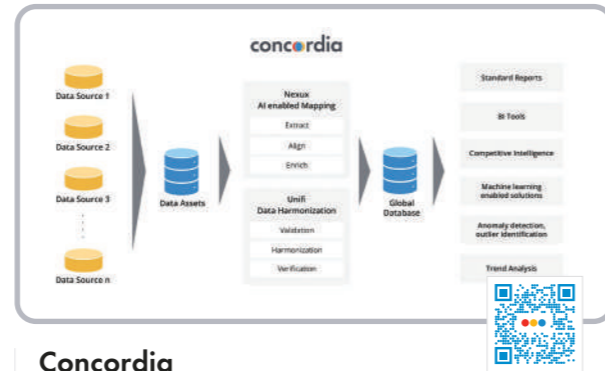 concordia
Data Source 1
Data Source 2
Data Source 3
Data Source n
Data Assets
Nexux
AI enabled Mapping
Extract
Align
Enrich
Unifi
Data Harmonization
Validation
Harmonization
Verification
Global
Database
Standard Reports
BI Tools
Competitive Intelligence
Machine learning
enabled solutions
Anomaly detection,
outlier identification
Trend Analysis
Concordia